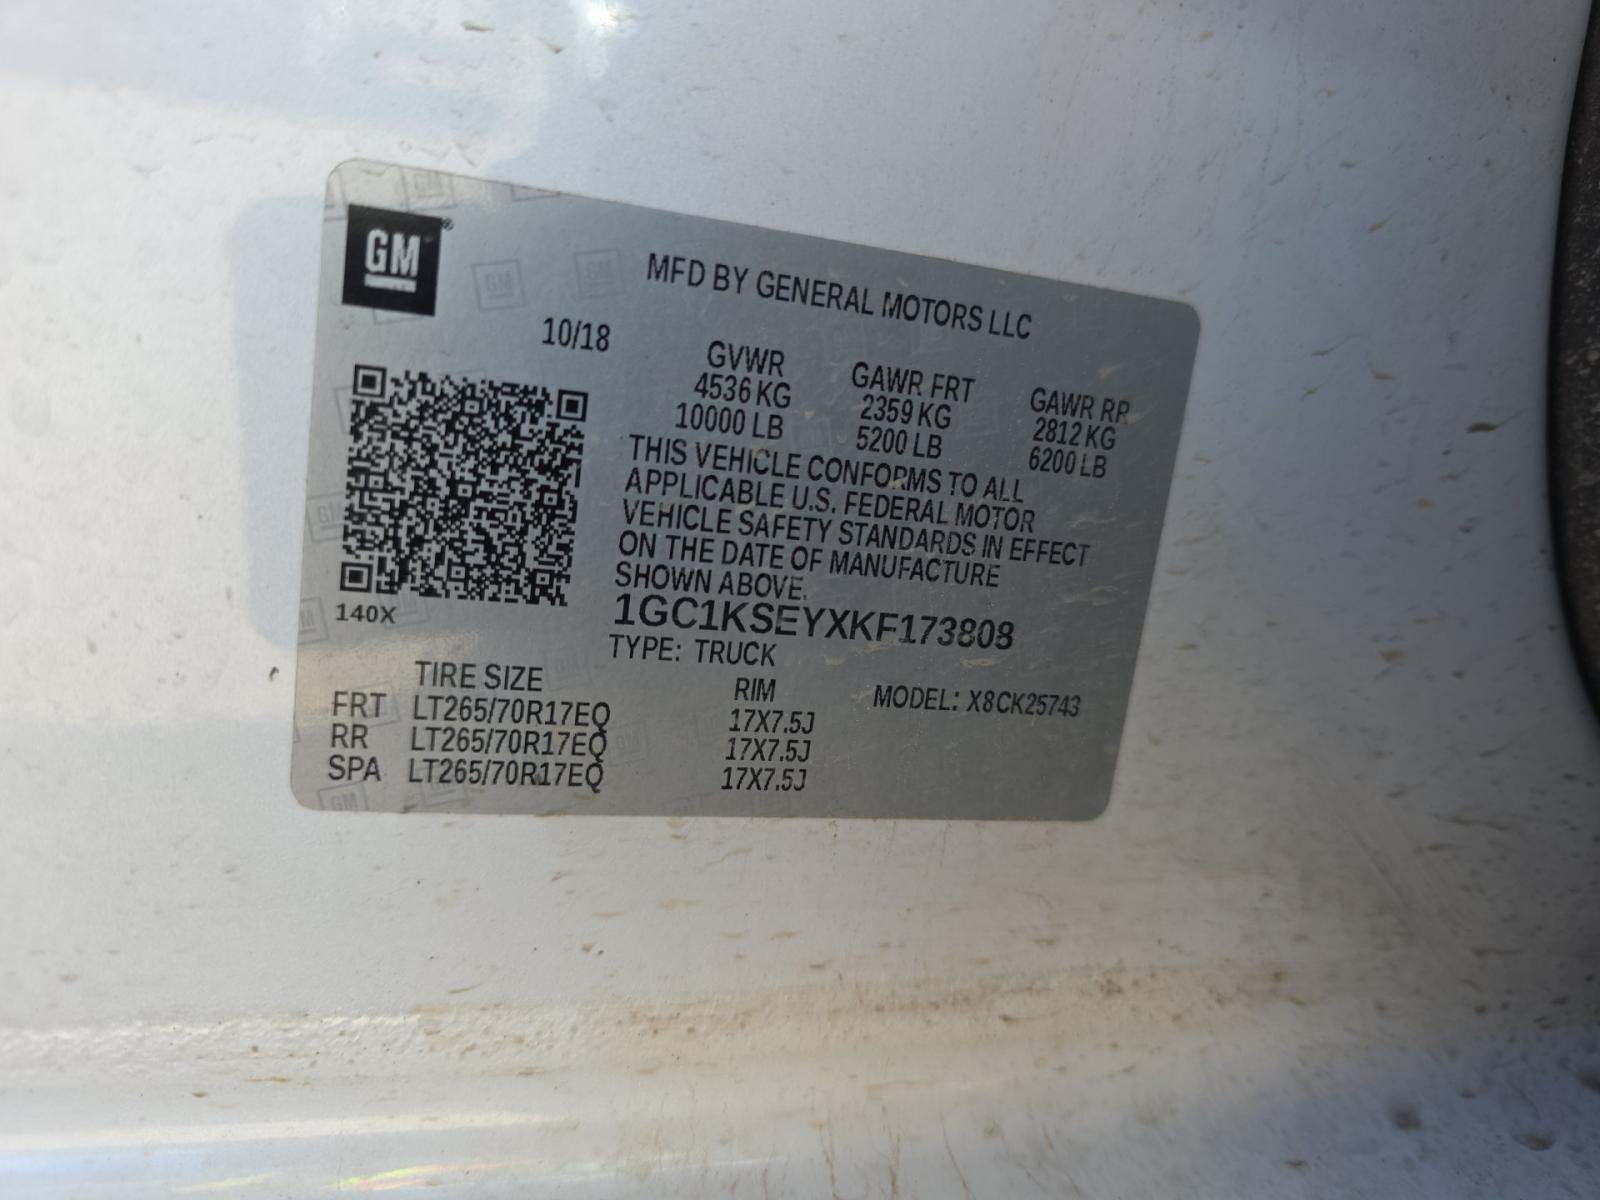 GM
MFD BY GENERAL MOTORS LLC
10/18
GVWR GAWR FRT GAWR RR
4536 KG 2359 KG 2812 KG
10000 LB 5200 LB 6200 LB
THIS VEHICLE CONFORMS TO ALL
APPLICABLE U.S. FEDERAL MOTOR
VEHICLE SAFETY STANDARDS IN EFFECT
ON THE DATE OF MANUFACTURE
SHOWN ABOVE.
140X
1GC1KSEYXKF173808
TYPE: TRUCK
MODEL: X8CK25743
TIRE SIZE RIM
FRT LT265/70R17EQ 17X7.5J
RR LT265/70R17EQ 17X7.5J
SPA LT265/70R17EQ 17X7.5J